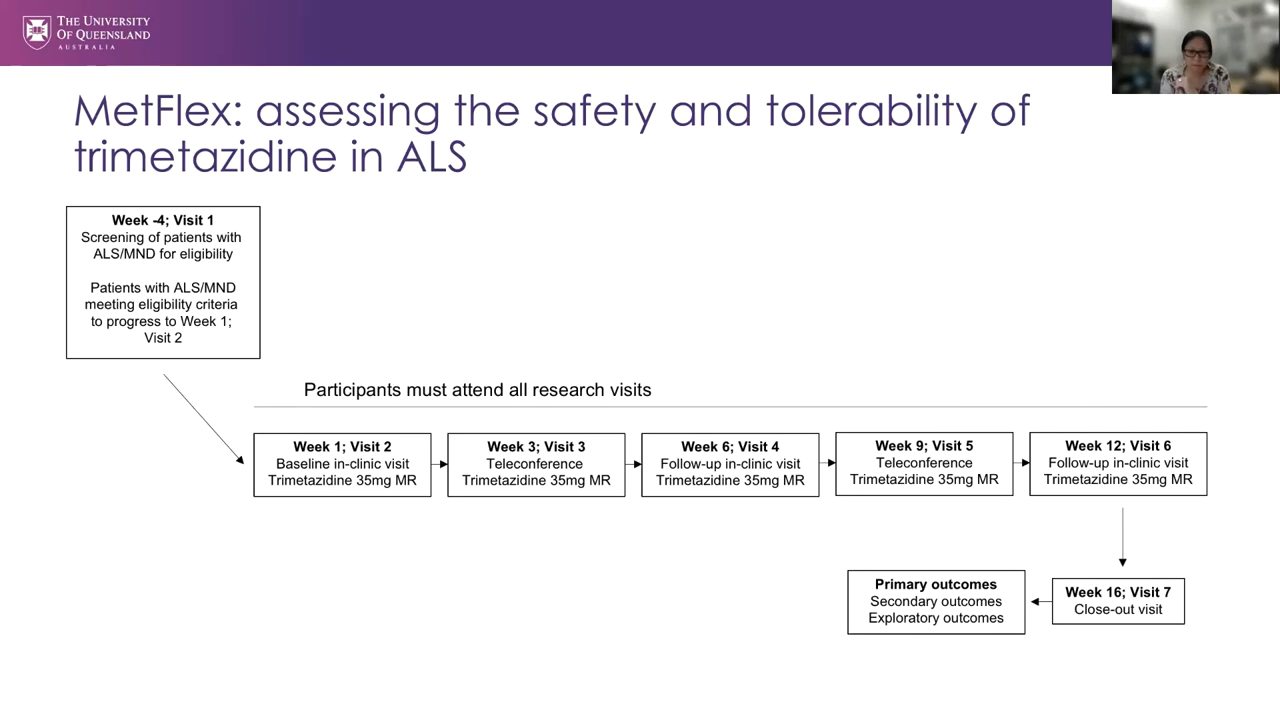 THE UNIVERSITY
OF QUEENSLAND
AUSTRALIA
MetFlex: assessing the safety and tolerability of
trimetazidine in ALS
Week -4; Visit 1
Screening of patients with
ALS/MND for eligibility
Patients with ALS/MND
meeting eligibility criteria
to progress to Week 1;
Visit 2
Participants must attend all research visits
Week 1; Visit 2
Baseline in-clinic visit
Trimetazidine 35mg MR
Week 3; Visit 3
Teleconference
Trimetazidine 35mg MR
Week 6; Visit 4
Follow-up in-clinic visit
Trimetazidine 35mg MR
Week 9; Visit 5
Teleconference
Trimetazidine 35mg MR
Week 12; Visit 6
Follow-up in-clinic visit
Trimetazidine 35mg MR
Week 16; Visit 7
Close-out visit
Primary outcomes
Secondary outcomes
Exploratory outcomes